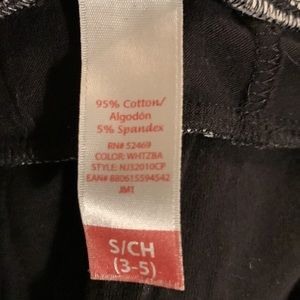 95% Cotton/
Algodón
5% Spandex
RN# 52469
COLOR: WHTZBA
STYLE: NJ32010CP
EAN# 880615594542
JM1
S/CH
(3-5)